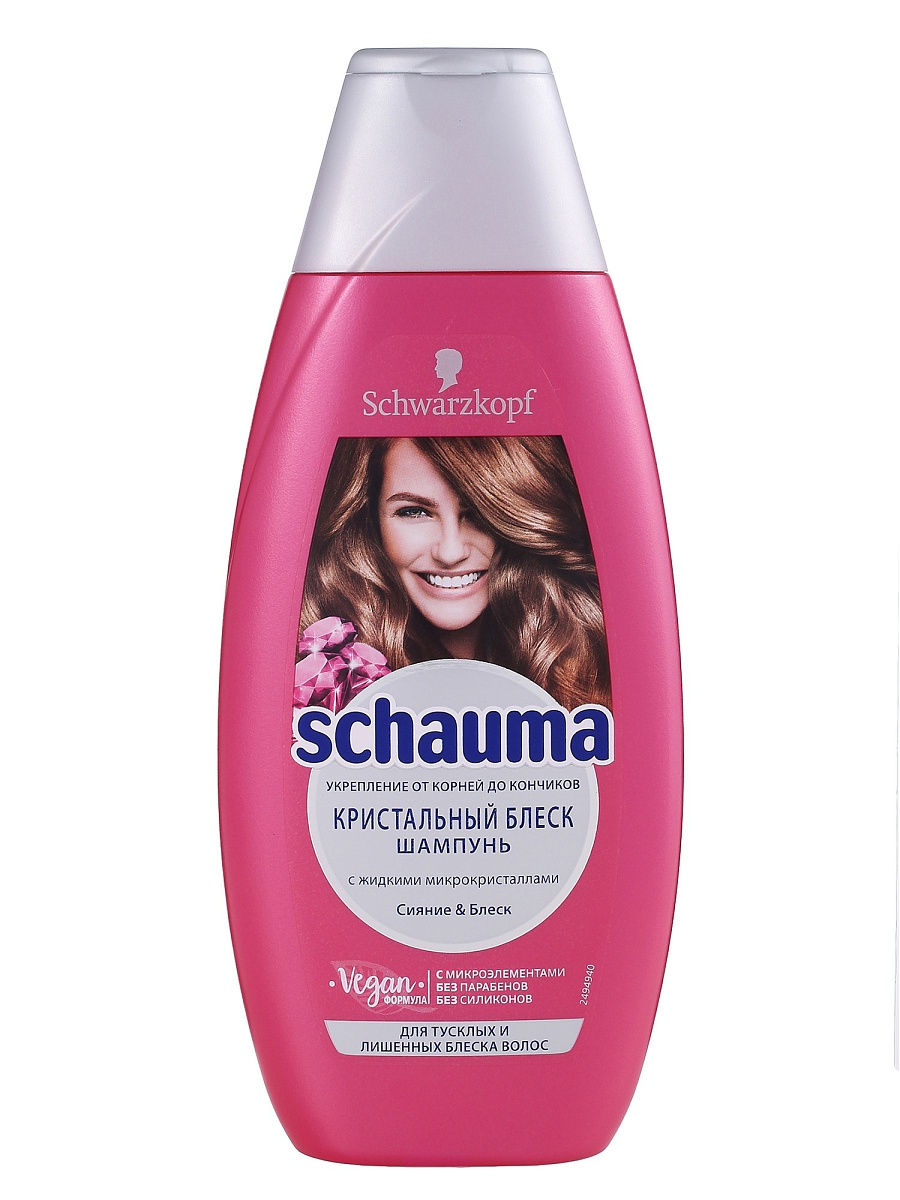 Schwarzkopf
schauma
УКРЕПЛЕНИЕ ОТ КОРНЕЙ ДО КОНЧИКОВ
КРИСТАЛЬНЫЙ БЛЕСК
ШАМПУНЬ
С ЖИДКИМИ МИКРОКРИСТАЛЛАМИ
Сияние & Блеск
Vegan
ФОРМУЛА
С МИКРОЭЛЕМЕНТАМИ
БЕЗ ПАРАБЕНОВ
БЕЗ СИЛИКОНОВ
2494940
ДЛЯ ТУСКЛЫХ И
ЛИШЕННЫХ БЛЕСКА ВОЛОС